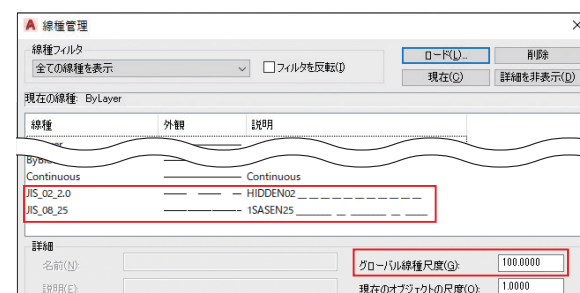 線種管理
線種フィルタ
全ての線種を表示
フィルタを反転(I)
ロード(L)...
削除
現在(C)
詳細を非表示(D)
現在の線種: ByLayer
線種 外観 説明
Continuous Continuous
JIS_02_2.0 HIDDEN02 _ _ _ _ _ _ _ _ _ _ _
JIS_08_25 1SASEN25 ____ _ _ ____ _ _ ____
詳細
名前(N):
グローバル線種尺度(G): 100.0000
説明(E):
現在のオブジェクトの尺度(O): 1.0000